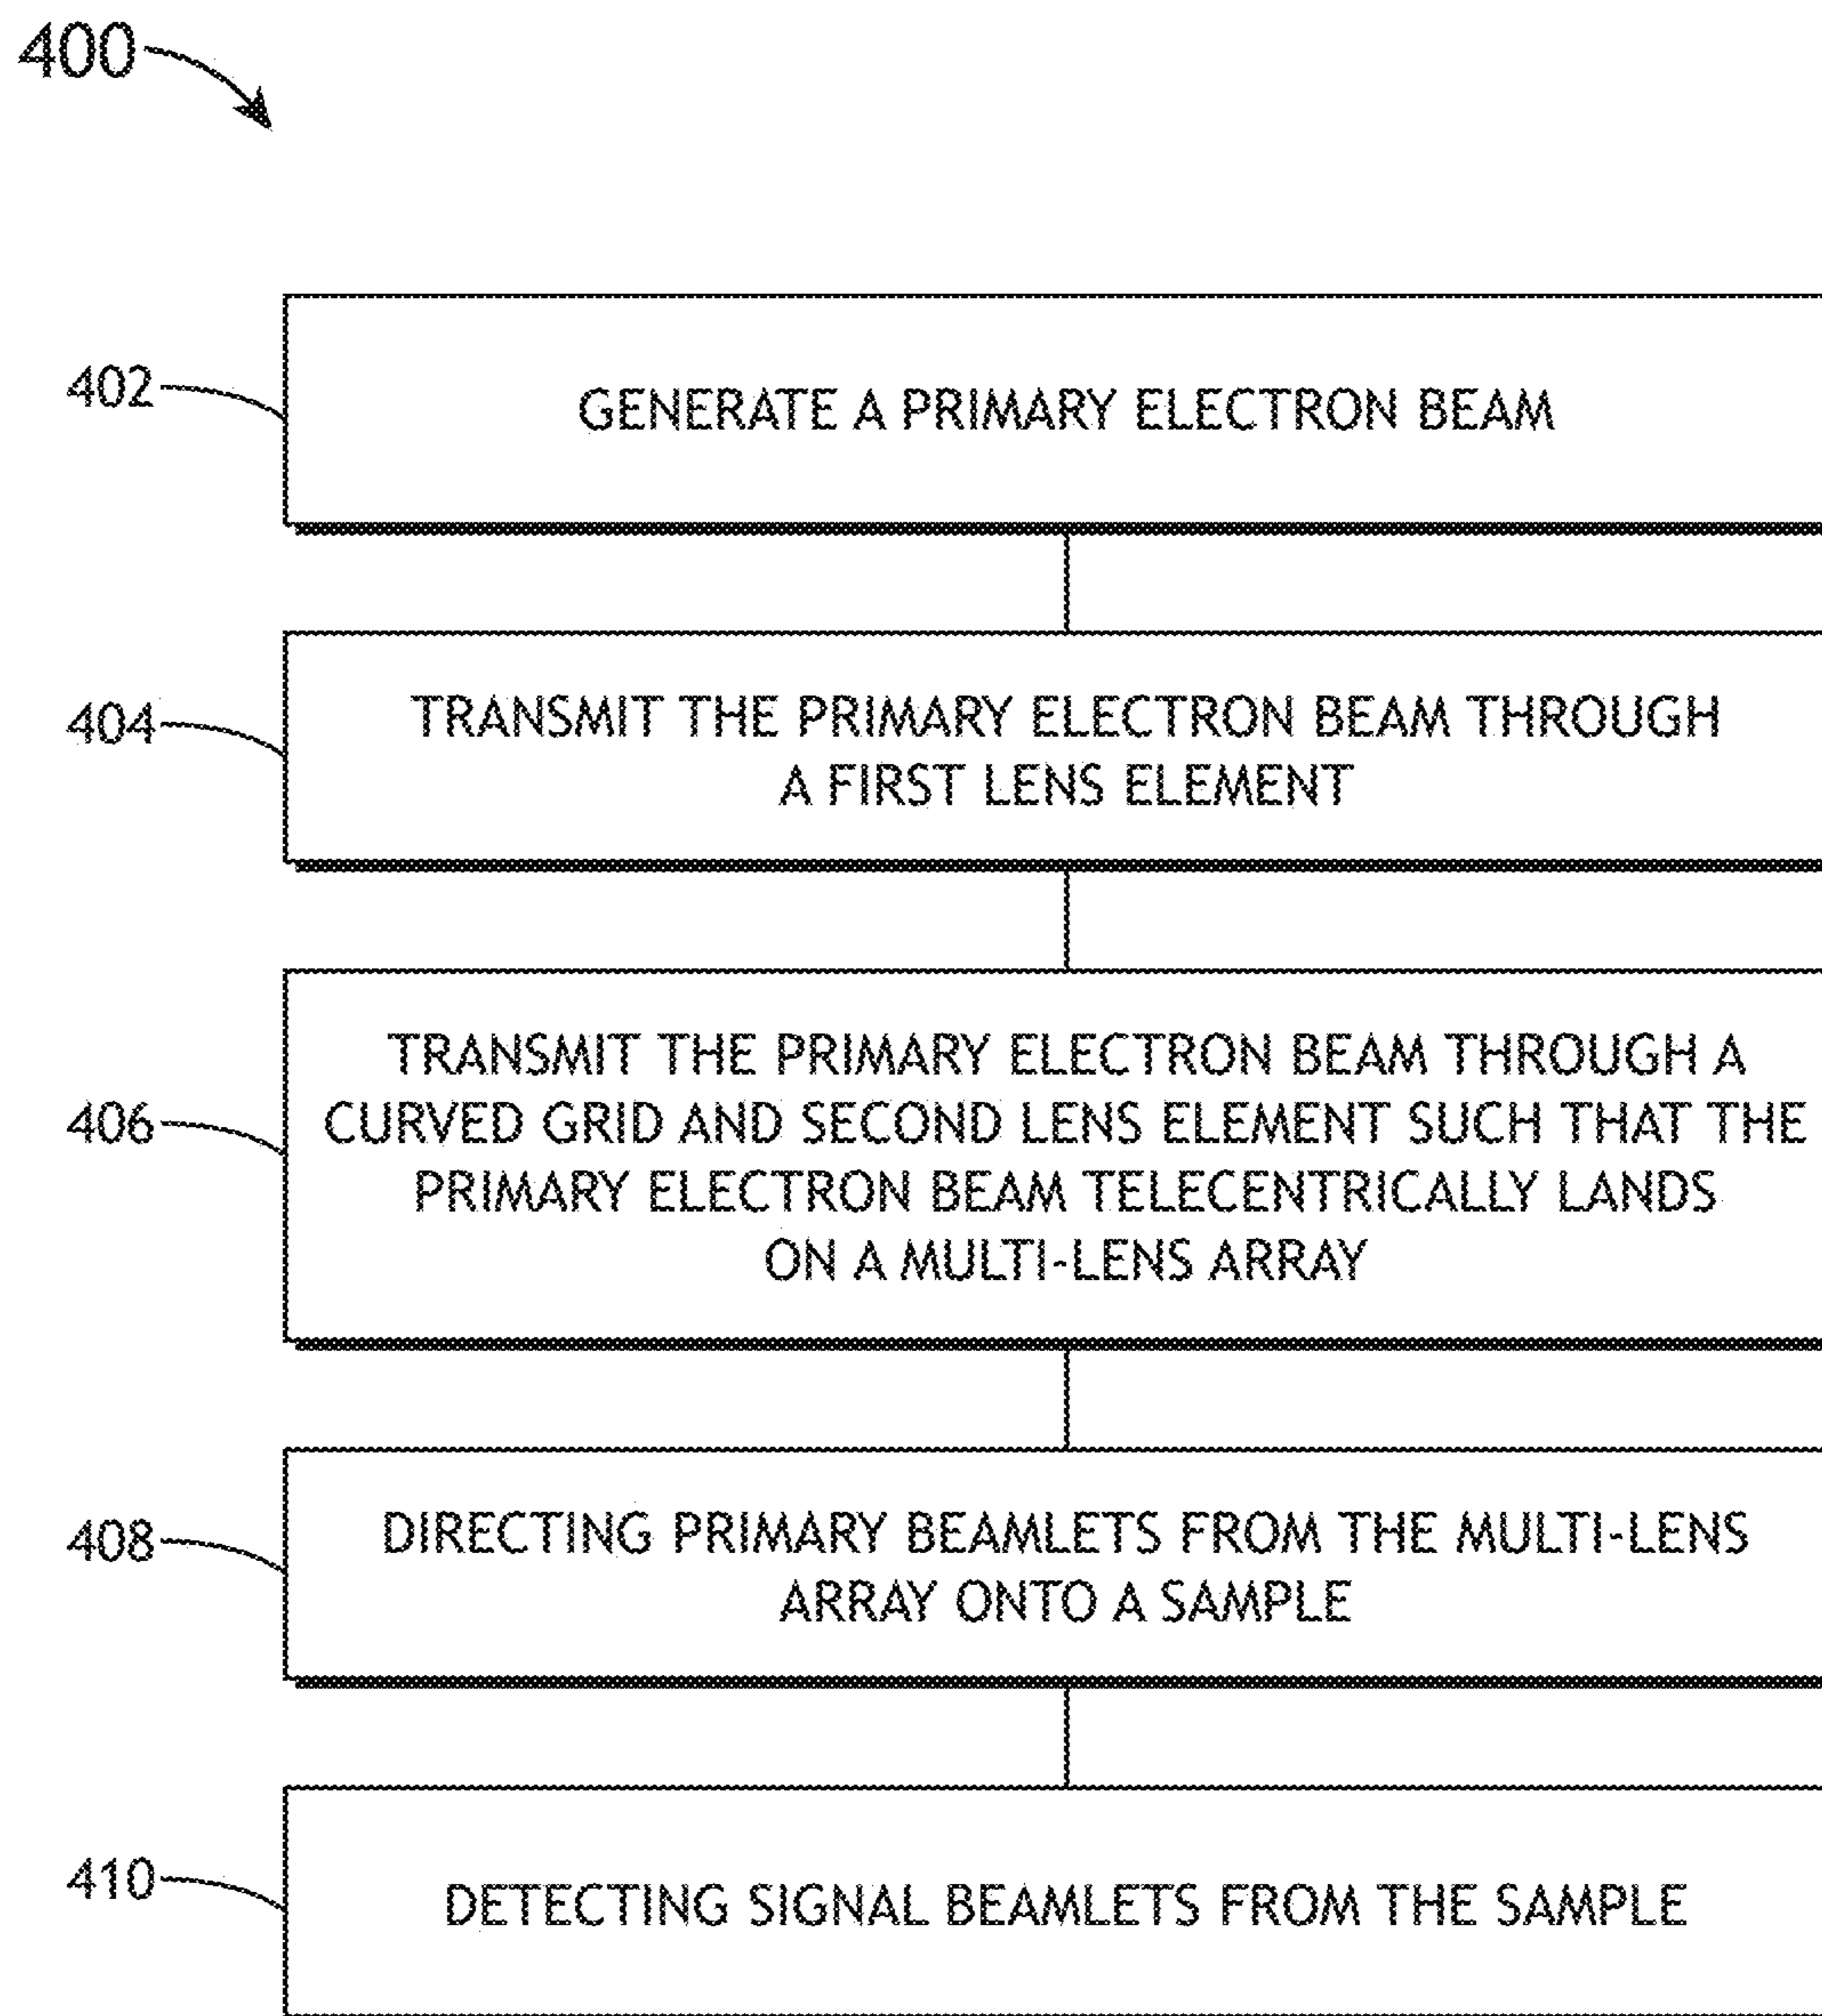 400
402
GENERATE A PRIMARY ELECTRON BEAM
404
TRANSMIT THE PRIMARY ELECTRON BEAM THROUGH
A FIRST LENS ELEMENT
406
TRANSMIT THE PRIMARY ELECTRON BEAM THROUGH A
CURVED GRID AND SECOND LENS ELEMENT SUCH THAT THE
PRIMARY ELECTRON BEAM TELECENTRICALLY LANDS
ON A MULTI-LENS ARRAY
408
DIRECTING PRIMARY BEAMLETS FROM THE MULTI-LENS
ARRAY ONTO A SAMPLE
410
DETECTING SIGNAL BEAMLETS FROM THE SAMPLE